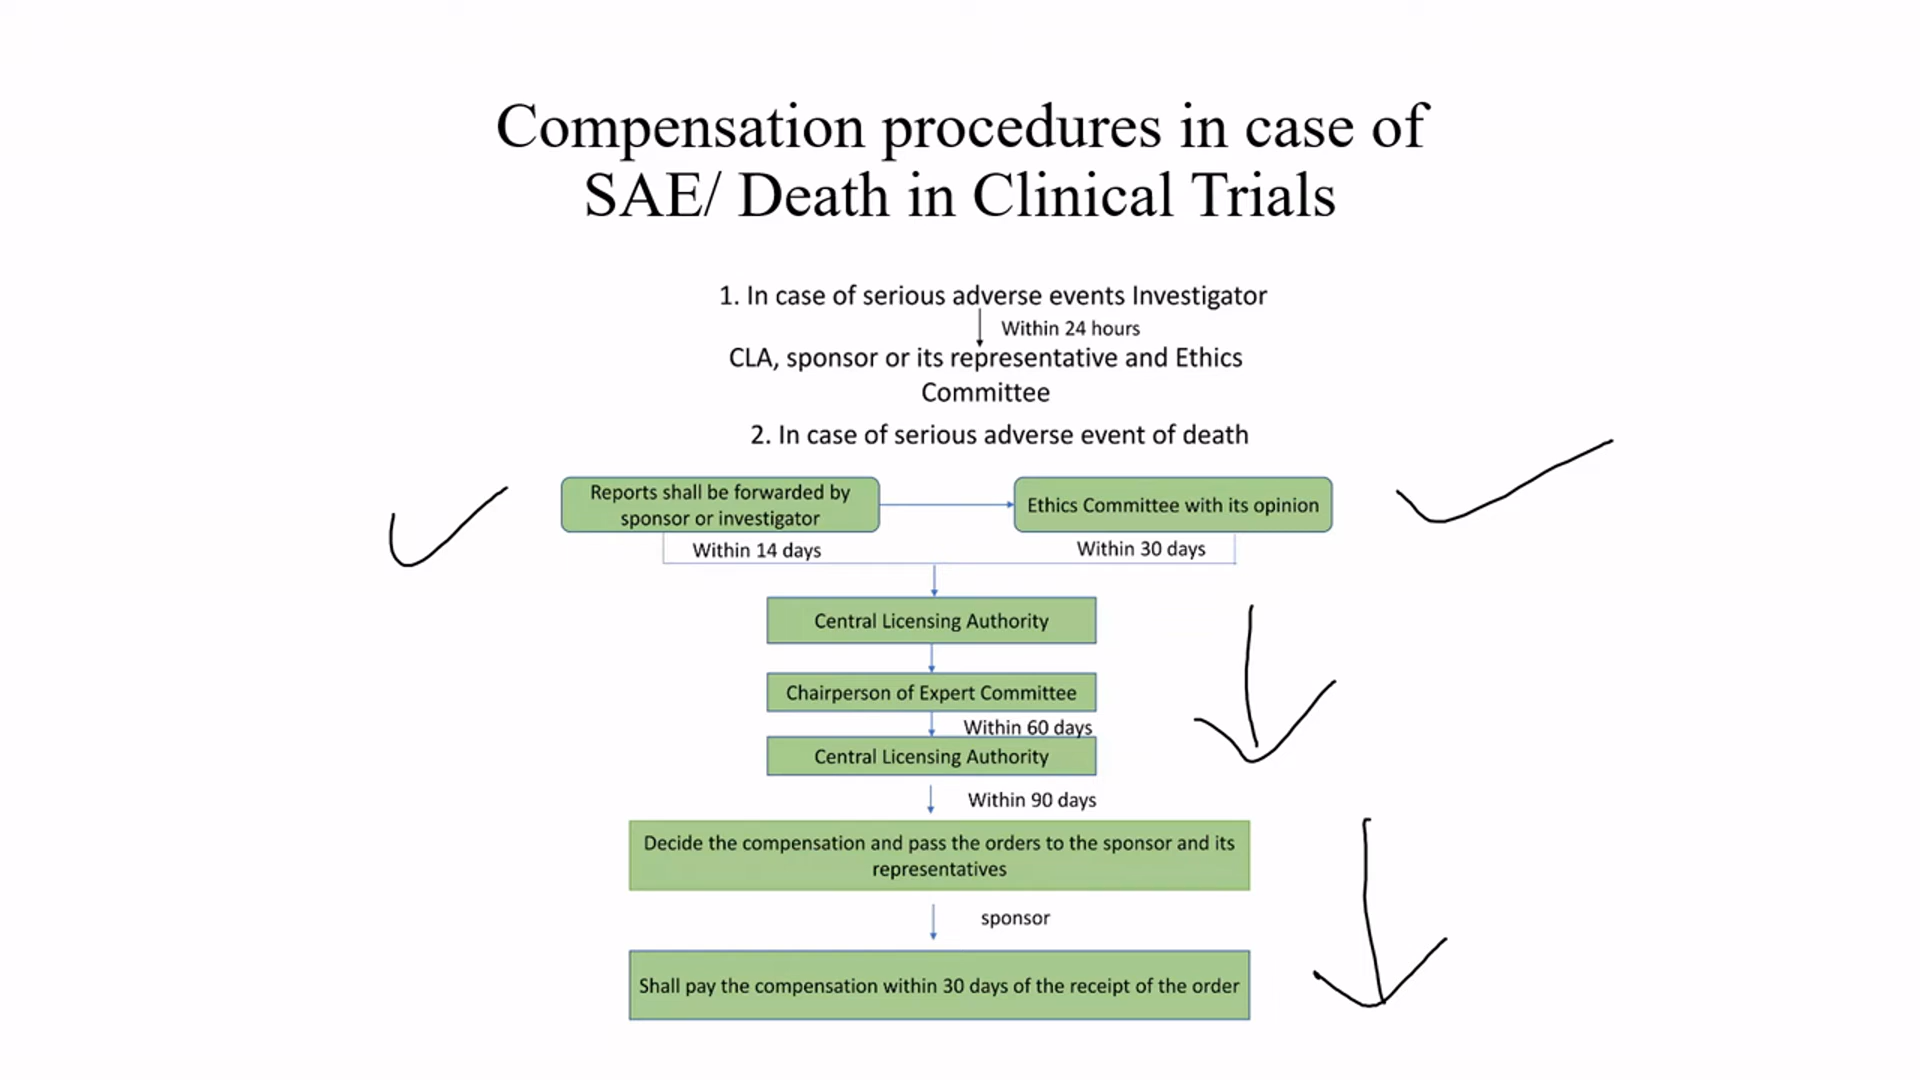 Compensation procedures in case of
SAE/ Death in Clinical Trials
1. In case of serious adverse events Investigator
Within 24 hours
CLA, sponsor or its representative and Ethics
Committee
2. In case of serious adverse event of death
Reports shall be forwarded by
sponsor or investigator
Ethics Committee with its opinion
Within 14 days
Within 30 days
Central Licensing Authority
Chairperson of Expert Committee
Within 60 days
Central Licensing Authority
Within 90 days
Decide the compensation and pass the orders to the sponsor and its
representatives
sponsor
Shall pay the compensation within 30 days of the receipt of the order